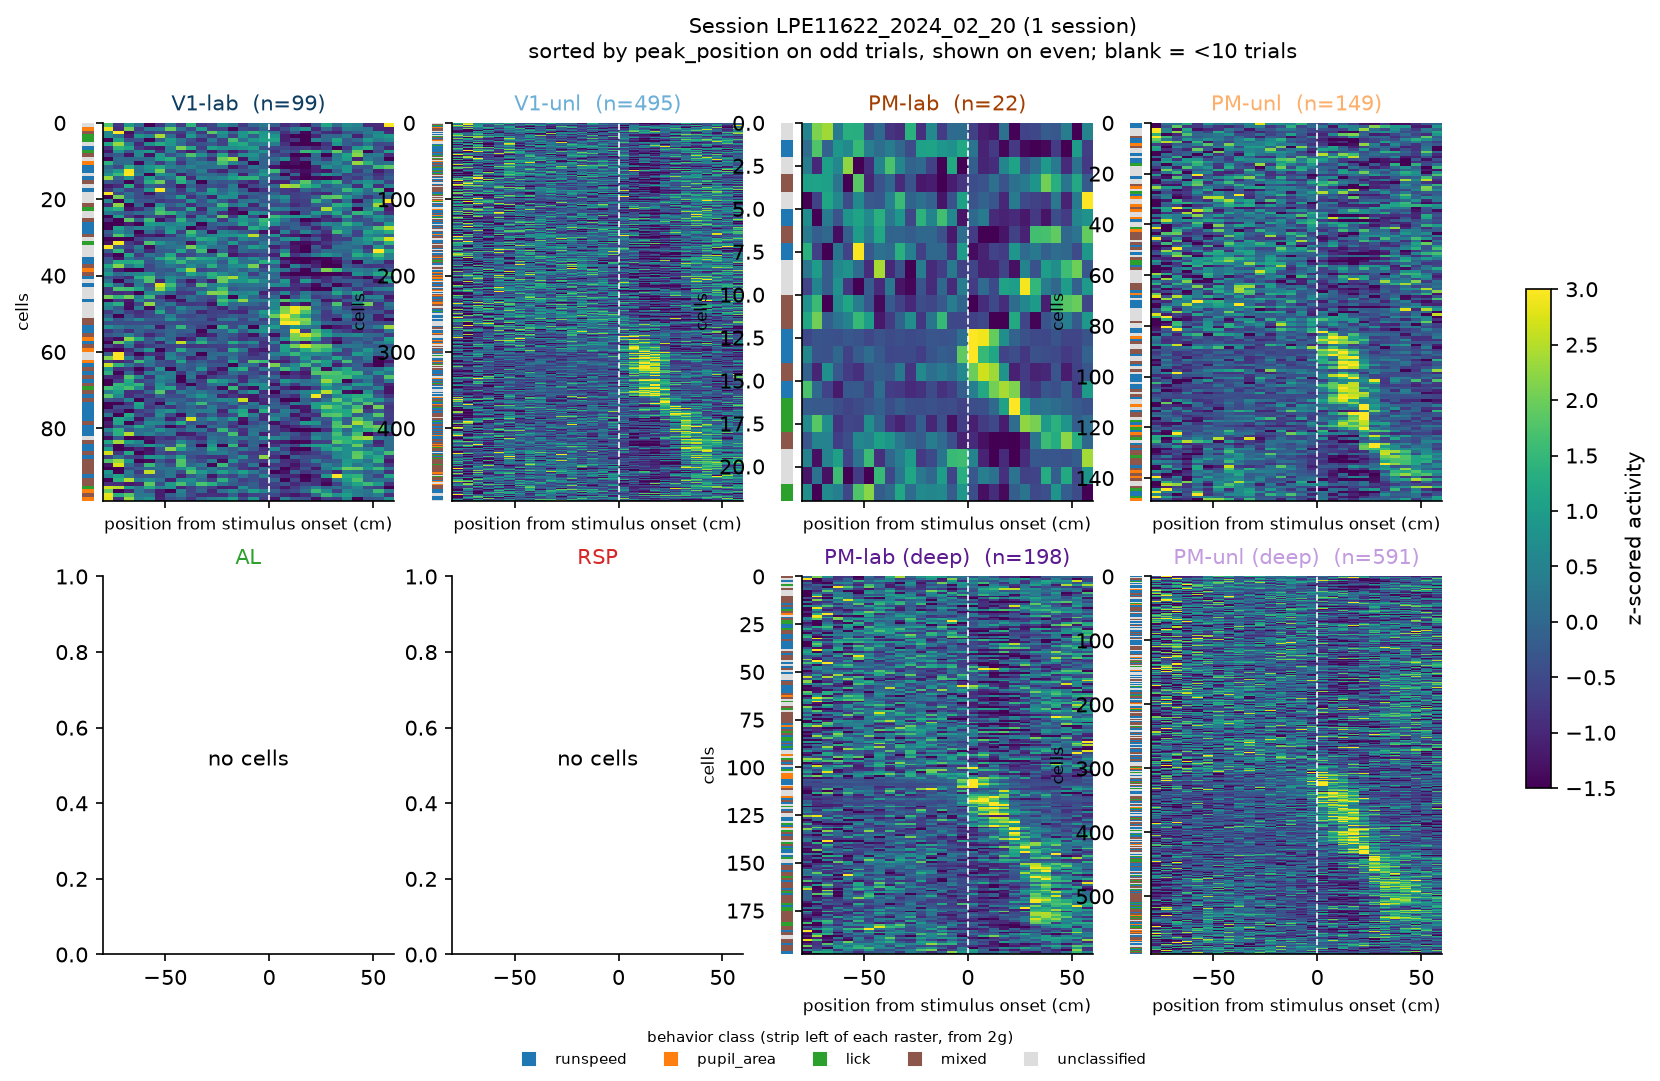 Session LPE11622_2024_02_20 (1 session)
sorted by peak_position on odd trials, shown on even; blank = <10 trials
V1-lab (n=99)
V1-unl (n=495)
PM-lab (n=22)
PM-unl (n=149)
0
20
40
60
80
cells
position from stimulus onset (cm)
0
100
200
300
400
cells
position from stimulus onset (cm)
0.0
2.5
5.0
7.5
10.0
12.5
15.0
17.5
20.0
cells
position from stimulus onset (cm)
0
20
40
60
80
100
120
140
cells
position from stimulus onset (cm)
3.0
2.5
2.0
1.5
1.0
0.5
0.0
−0.5
−1.0
−1.5
z-scored activity
AL
RSP
PM-lab (deep) (n=198)
PM-unl (deep) (n=591)
1.0
0.8
0.6
0.4
0.2
0.0
no cells
−50 0 50
1.0
0.8
0.6
0.4
0.2
0.0
no cells
−50 0 50
0
25
50
75
100
125
150
175
cells
−50 0 50
position from stimulus onset (cm)
0
100
200
300
400
500
cells
−50 0 50
position from stimulus onset (cm)
behavior class (strip left of each raster, from 2g)
runspeed pupil_area lick mixed unclassified